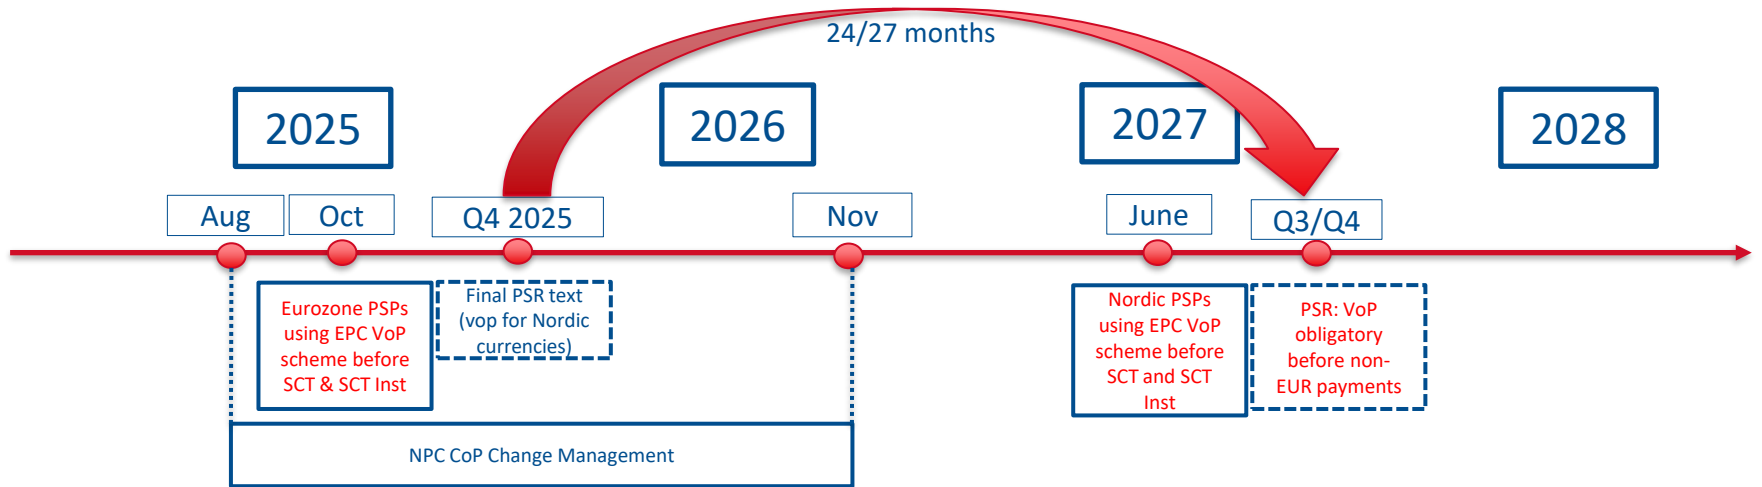 24/27 months
2025
2026
2027
2028
Aug
Oct
Q4 2025
Nov
June
Q3/Q4
Eurozone PSPs
using EPC VoP
scheme before
SCT & SCT Inst
Final PSR text
(vop for Nordic
currencies)
Nordic PSPs
using EPC VoP
scheme before
SCT and SCT
Inst
PSR: VoP
obligatory
before non-
EUR payments
NPC CoP Change Management